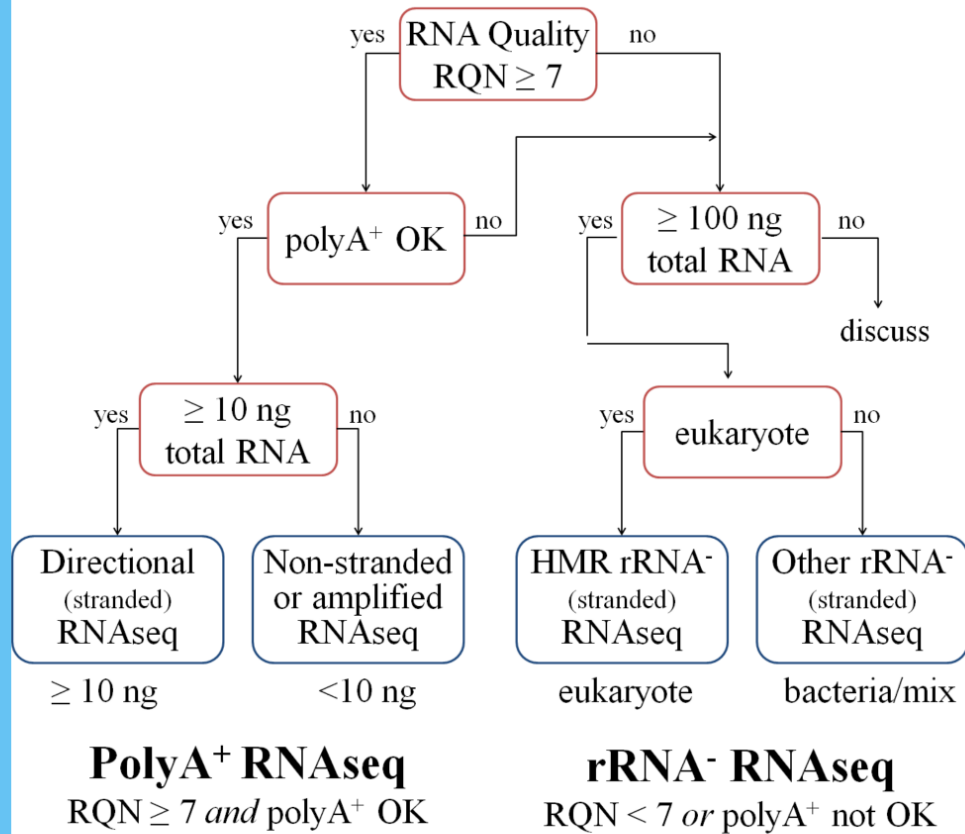 yes
RNA Quality
RQN ≥ 7
no
yes
polyA⁺ OK
no
yes
≥ 100 ng
total RNA
no
discuss
yes
≥ 10 ng
total RNA
no
yes
eukaryote
no
Directional
(stranded)
RNAseq
Non-stranded
or amplified
RNAseq
HMR rRNA⁻
(stranded)
RNAseq
Other rRNA⁻
(stranded)
RNAseq
≥ 10 ng
<10 ng
eukaryote
bacteria/mix
PolyA⁺ RNAseq
RQN ≥ 7 and polyA⁺ OK
rRNA⁻ RNAseq
RQN < 7 or polyA⁺ not OK